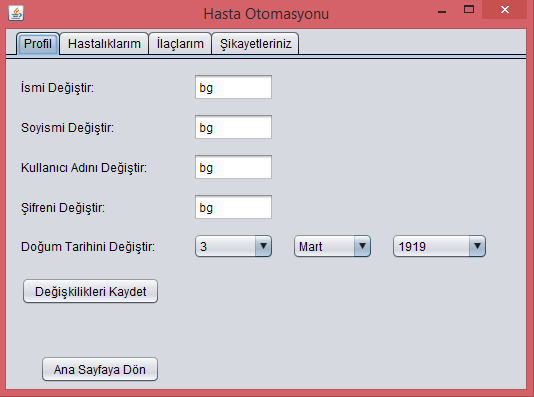 Hasta Otomasyonu
Profil Hastalıklarım İlaçlarım Şikayetleriniz
İsmi Değiştir: bg
Soyismi Değiştir: bg
Kullanıcı Adını Değiştir: bg
Şifreni Değiştir: bg
Doğum Tarihini Değiştir: 3 Mart 1919
Değişkilikleri Kaydet
Ana Sayfaya Dön